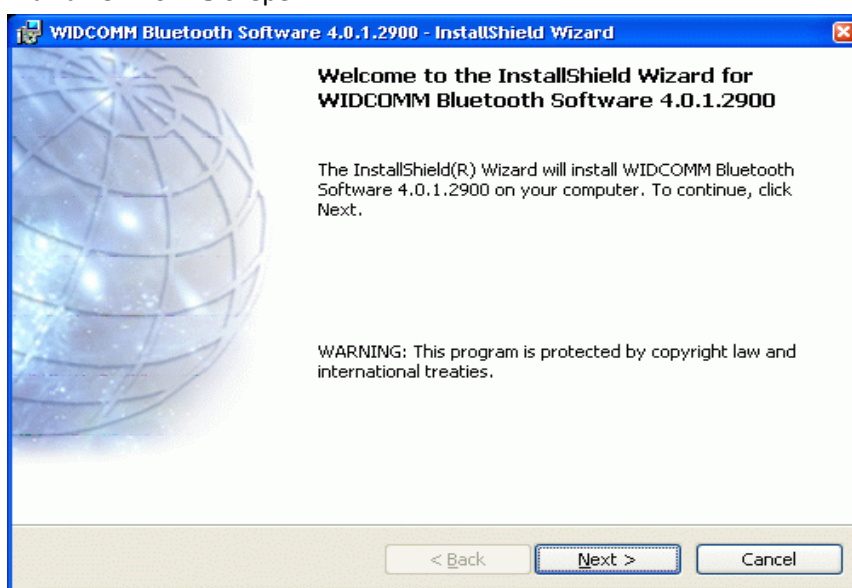 WIDCOMM Bluetooth Software 4.0.1.2900 - InstallShield Wizard
Welcome to the InstallShield Wizard for
WIDCOMM Bluetooth Software 4.0.1.2900
The InstallShield(R) Wizard will install WIDCOMM Bluetooth
Software 4.0.1.2900 on your computer. To continue, click
Next.
WARNING: This program is protected by copyright law and
international treaties.
< Back Next > Cancel